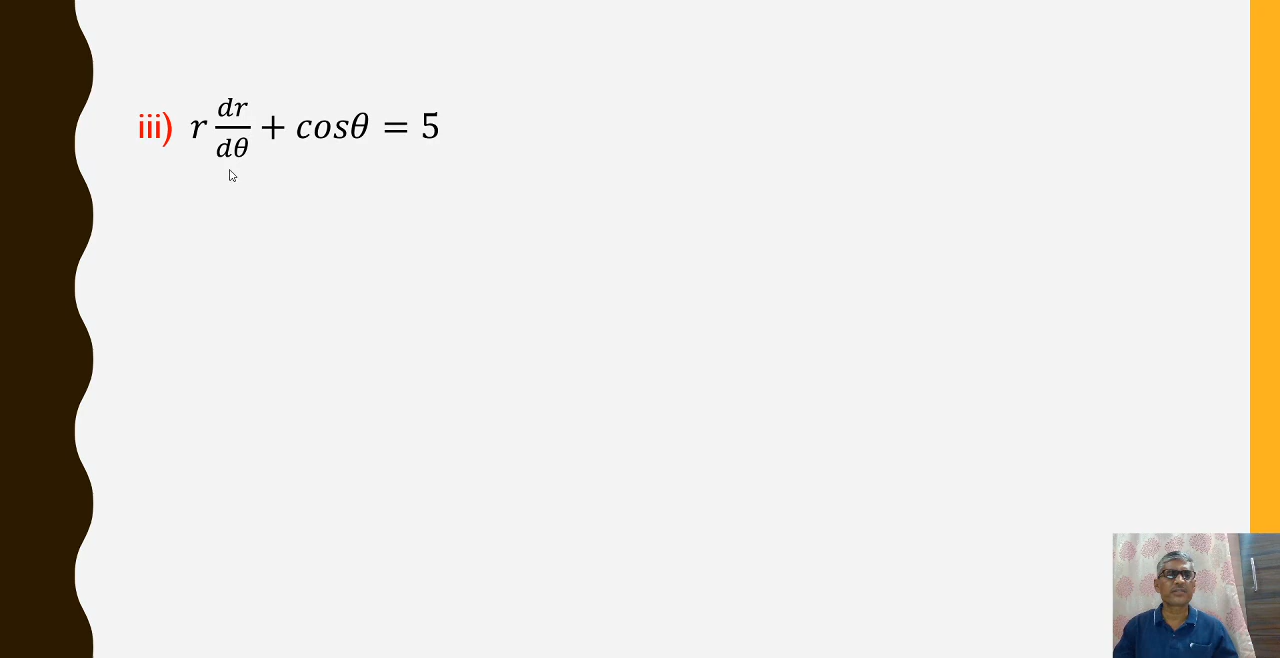 iii) r dr/dθ + cosθ = 5